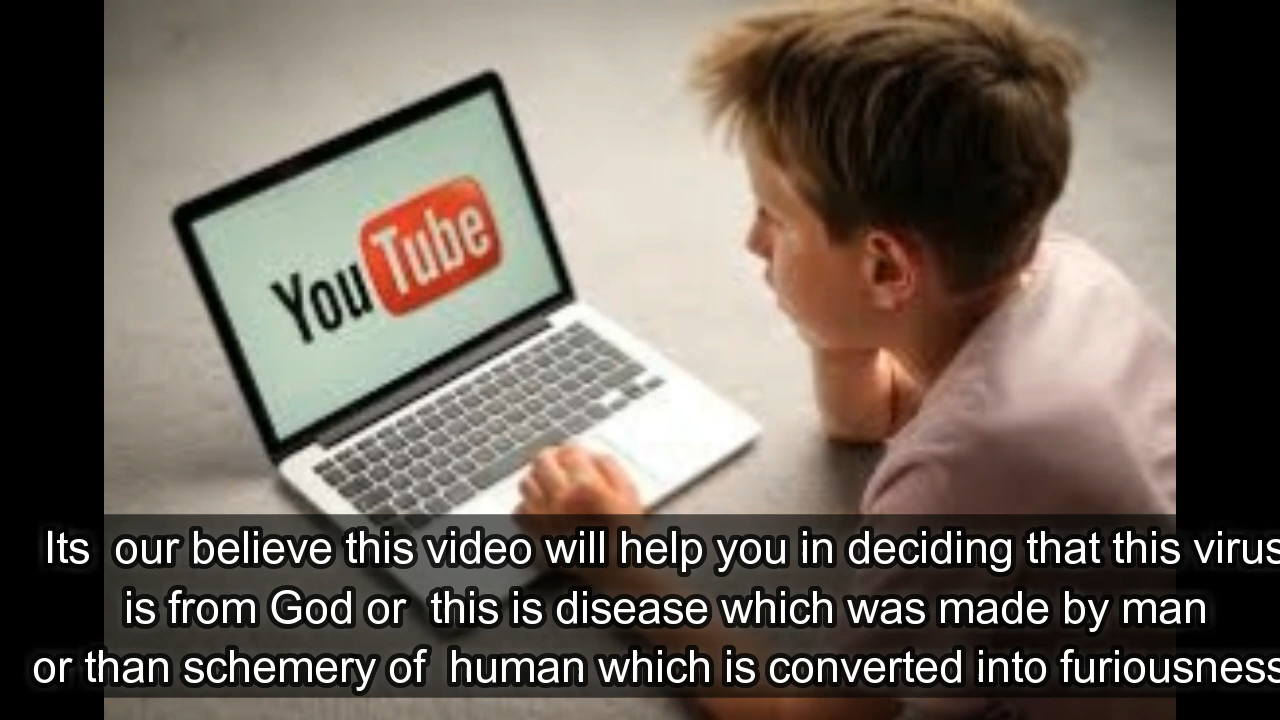 YouTube
Its our believe this video will help you in deciding that this virus
is from God or this is disease which was made by man
or than schemery of human which is converted into furiousness